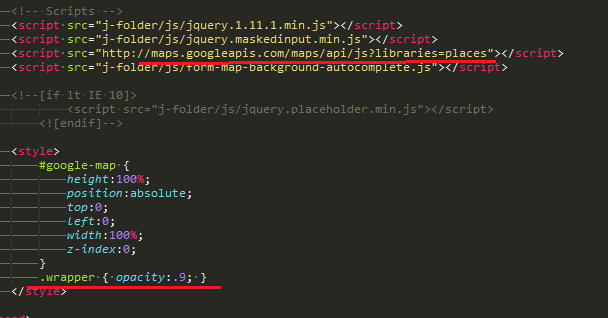 <!-- Scripts -->
<script src="j-folder/js/jquery.1.11.1.min.js"></script>
<script src="j-folder/js/jquery.maskedinput.min.js"></script>
<script src="http://maps.googleapis.com/maps/api/js?libraries=places"></script>
<script src="j-folder/js/form-map-background-autocomplete.js"></script>
<!--[if lt IE 10]>
<script src="j-folder/js/jquery.placeholder.min.js"></script>
<![endif]-->
<style>
#google-map {
height:100%;
position:absolute;
top:0;
left:0;
width:100%;
z-index:0;
}
.wrapper { opacity:.9; }
</style>